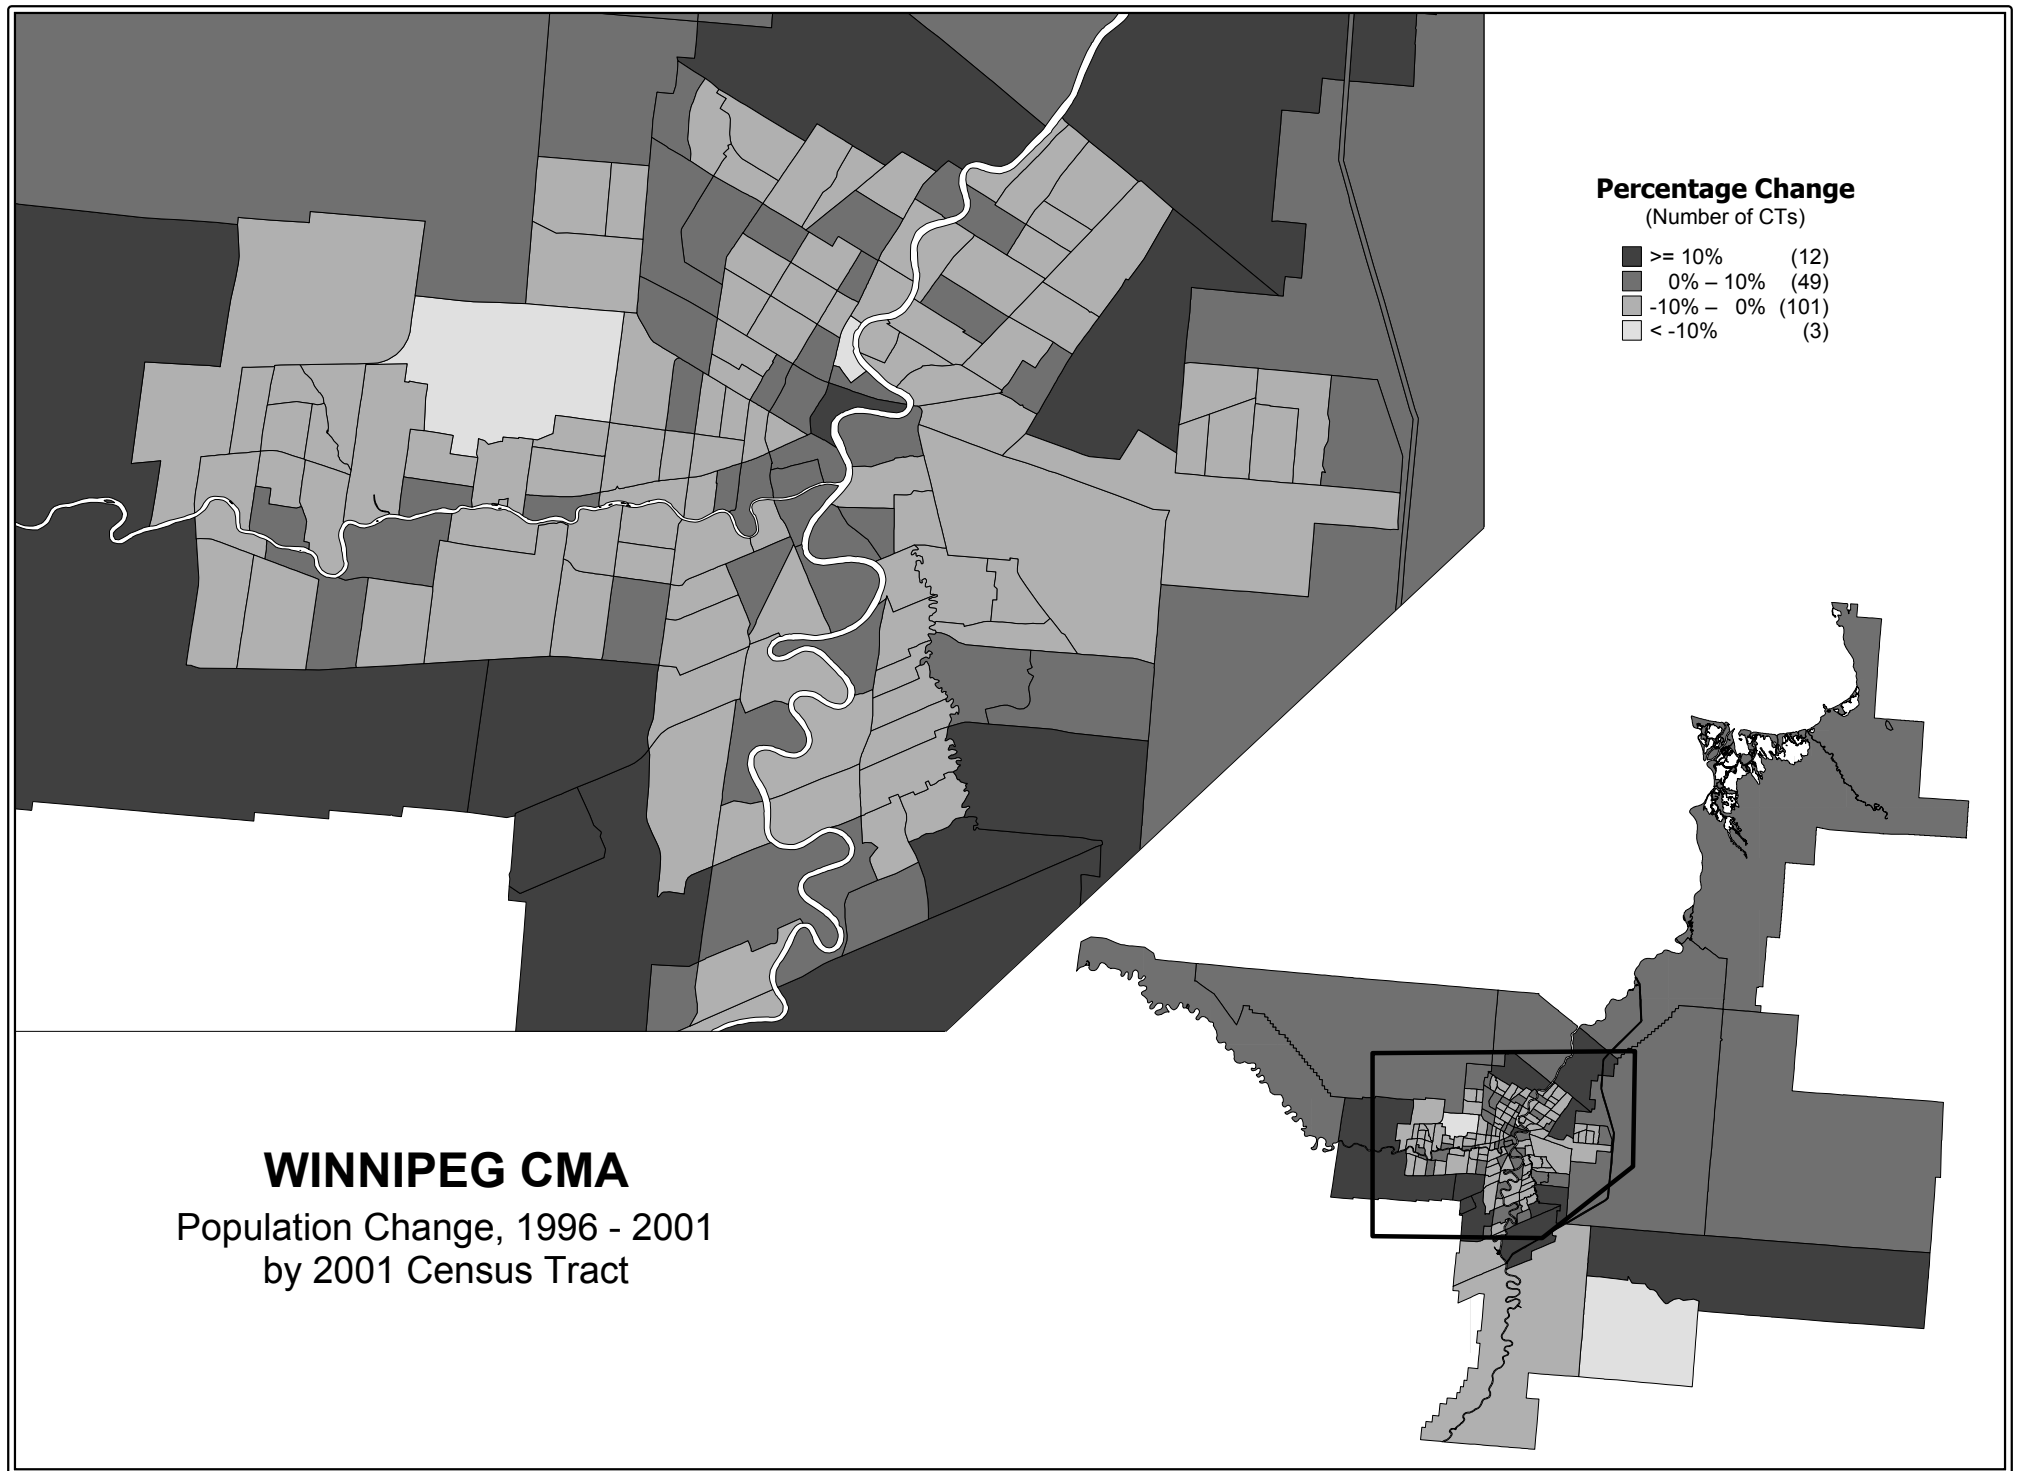 Percentage Change
(Number of CTs)
>= 10% (12)
0% – 10% (49)
-10% – 0% (101)
< -10% (3)
WINNIPEG CMA
Population Change, 1996 - 2001
by 2001 Census Tract